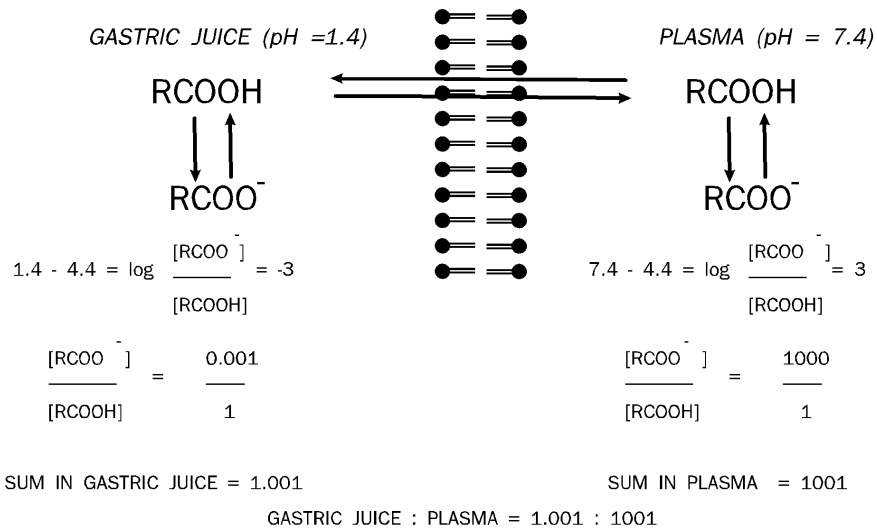 GASTRIC JUICE (pH =1.4)
PLASMA (pH = 7.4)
RCOOH
RCOOH
RCOO-
RCOO-
1.4 - 4.4 = log [RCOO-] / [RCOOH] = -3
7.4 - 4.4 = log [RCOO-] / [RCOOH] = 3
[RCOO-] / [RCOOH] = 0.001 / 1
[RCOO-] / [RCOOH] = 1000 / 1
SUM IN GASTRIC JUICE = 1.001
SUM IN PLASMA = 1001
GASTRIC JUICE : PLASMA = 1.001 : 1001